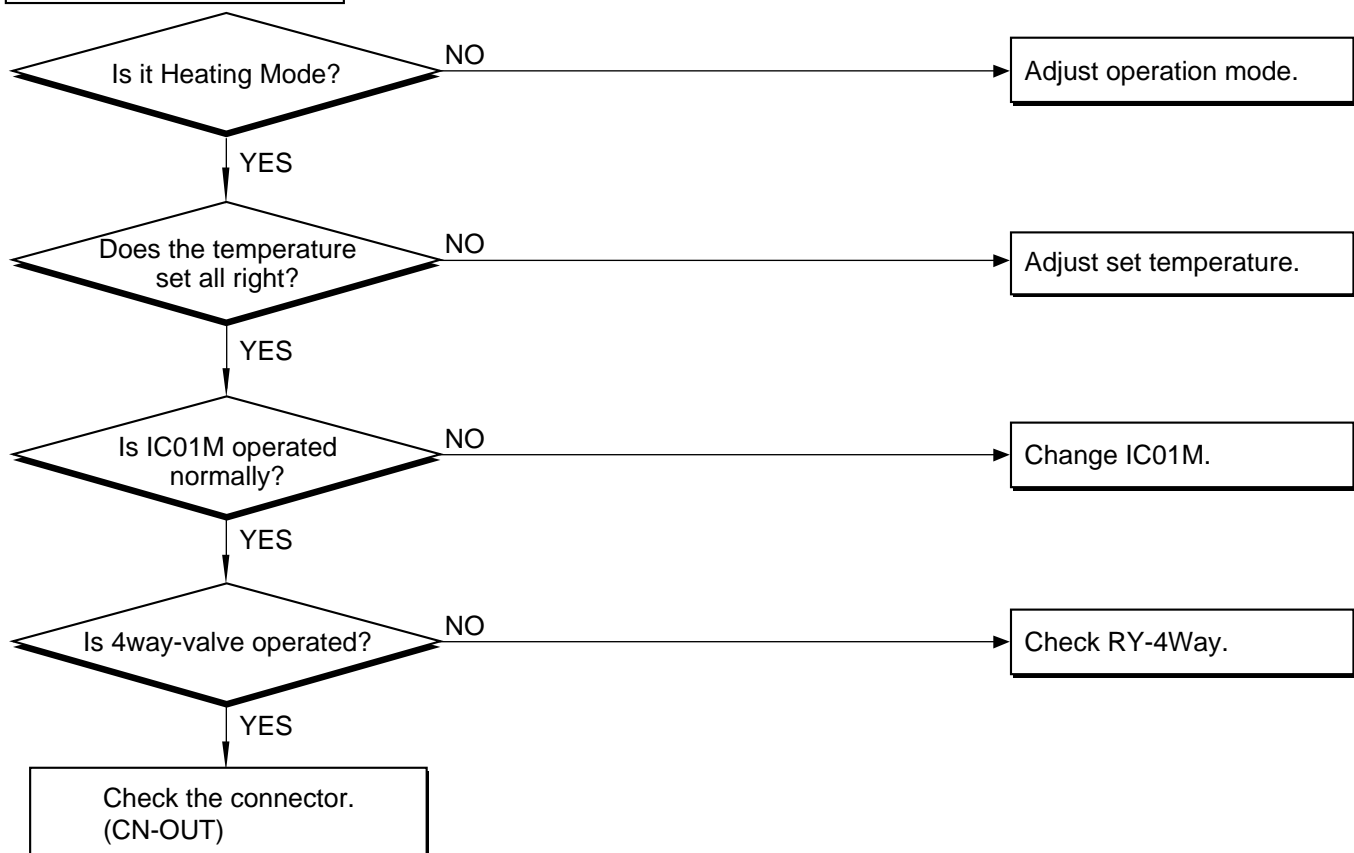 Is it Heating Mode?
NO
Adjust operation mode.
YES
Does the temperature
set all right?
NO
Adjust set temperature.
YES
Is IC01M operated
normally?
NO
Change IC01M.
YES
Is 4way-valve operated?
NO
Check RY-4Way.
YES
Check the connector.
(CN-OUT)